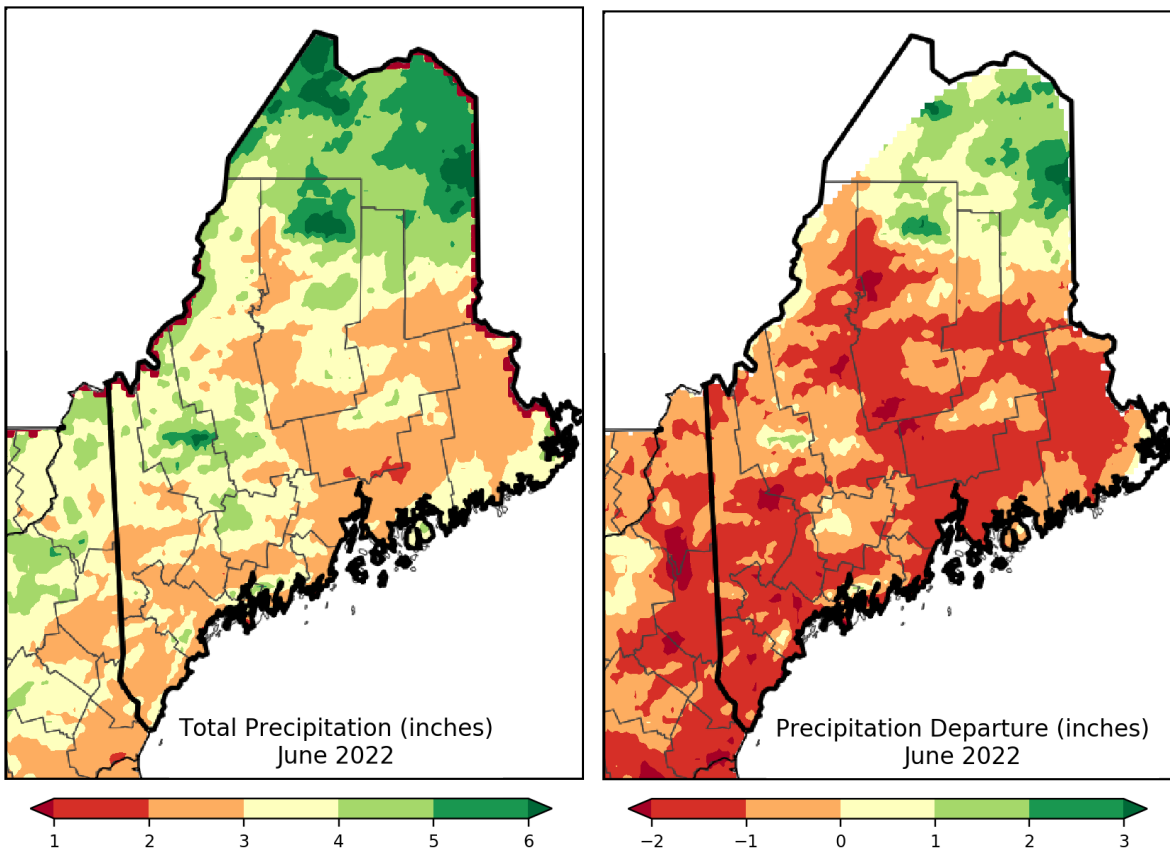 Total Precipitation (inches)
June 2022
1 2 3 4 5 6
Precipitation Departure (inches)
June 2022
−2 −1 0 1 2 3